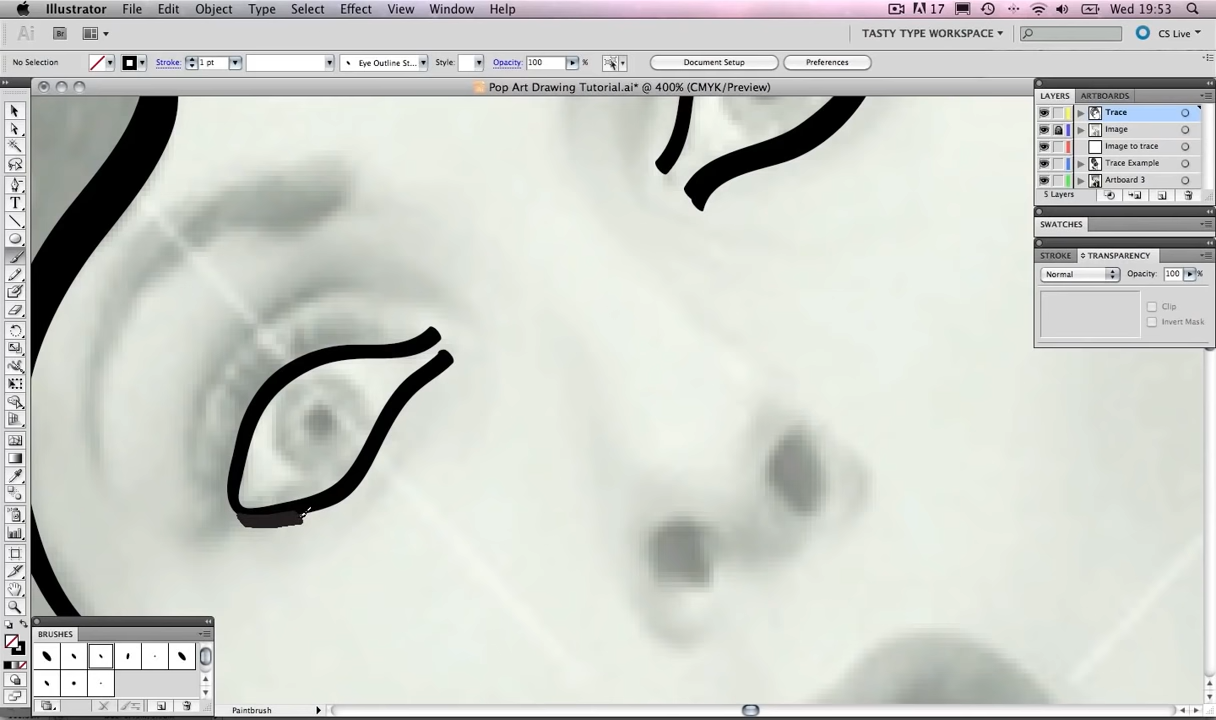 Illustrator File Edit Object Type Select Effect View Window Help 17 Wed 19:53
Ai Br TASTY TYPE WORKSPACE CS Live
No Selection Stroke: 1 pt Eye Outline St... Style: Opacity: 100 % Document Setup Preferences
Pop Art Drawing Tutorial.ai* @ 400% (CMYK/Preview)
LAYERS ARTBOARDS
Trace
Image
Image to trace
Trace Example
Artboard 3
5 Layers
SWATCHES
STROKE TRANSPARENCY
Normal Opacity: 100 %
Clip
Invert Mask
BRUSHES
Paintbrush